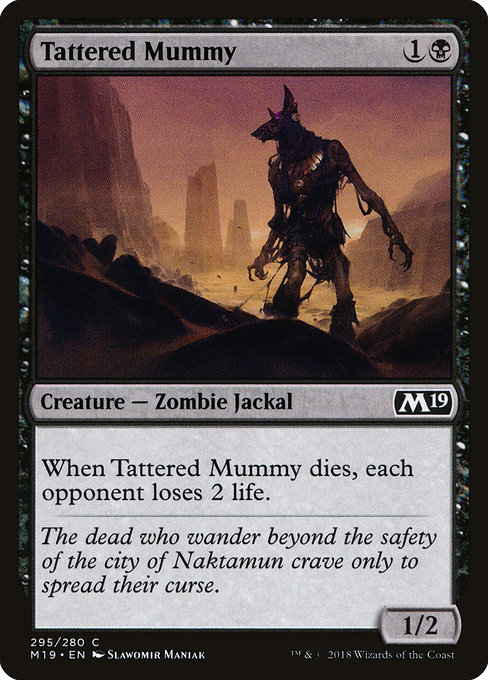 Tattered Mummy 1
Creature — Zombie Jackal M19
When Tattered Mummy dies, each
opponent loses 2 life.
The dead who wander beyond the safety
of the city of Naktamun crave only to
spread their curse.
1/2
295/280 C
M19 • EN Slawomir Maniak ™ & © 2018 Wizards of the Coast